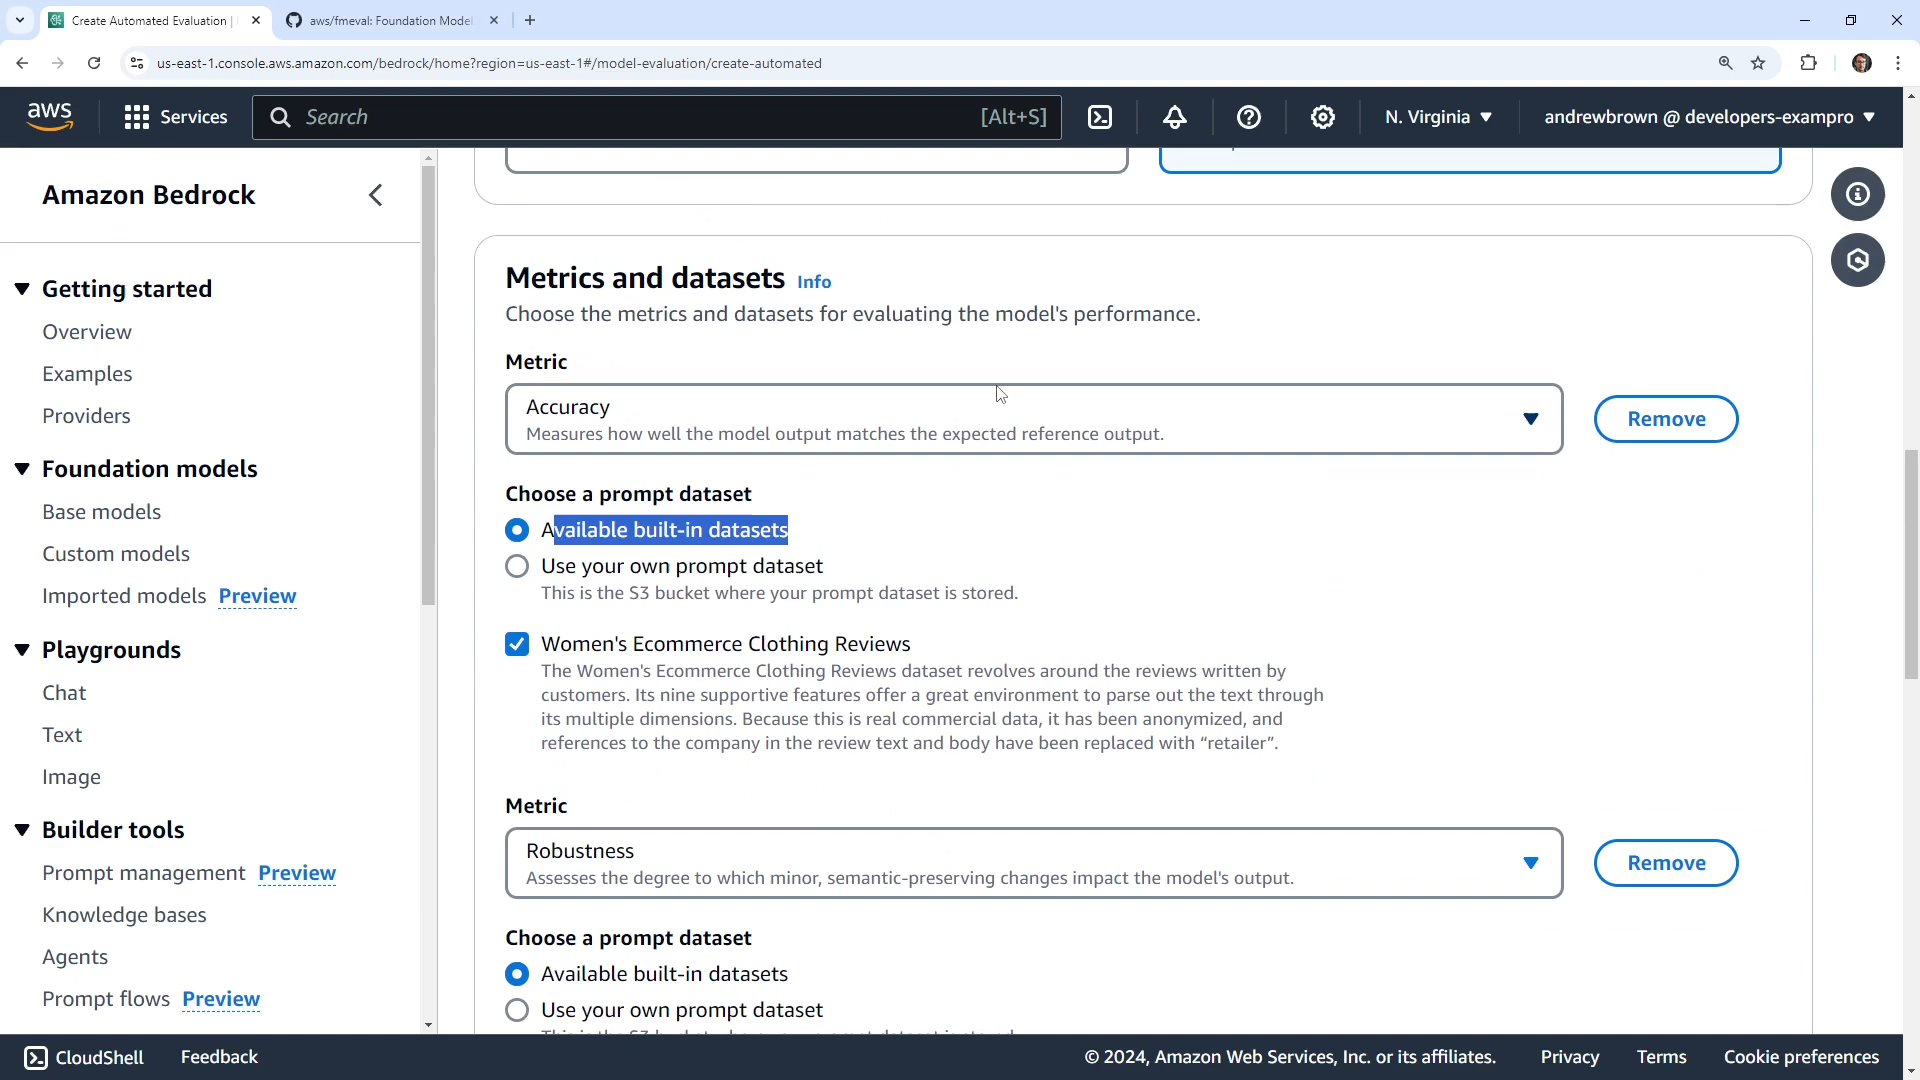 Create Automated Evaluation |
aws/fmeval: Foundation Mode
us-east-1.console.aws.amazon.com/bedrock/home?region=us-east-1#/model-evaluation/create-automated
aws
Services
Search
[Alt+S]
N. Virginia
andrewbrown @ developers-exampro
Amazon Bedrock
Getting started
Overview
Examples
Providers
Foundation models
Base models
Custom models
Imported models Preview
Playgrounds
Chat
Text
Image
Builder tools
Prompt management Preview
Knowledge bases
Agents
Prompt flows Preview
Metrics and datasets Info
Choose the metrics and datasets for evaluating the model's performance.
Metric
Accuracy
Measures how well the model output matches the expected reference output.
Remove
Choose a prompt dataset
Available built-in datasets
Use your own prompt dataset
This is the S3 bucket where your prompt dataset is stored.
Women's Ecommerce Clothing Reviews
The Women's Ecommerce Clothing Reviews dataset revolves around the reviews written by
customers. Its nine supportive features offer a great environment to parse out the text through
its multiple dimensions. Because this is real commercial data, it has been anonymized, and
references to the company in the review text and body have been replaced with “retailer”.
Metric
Robustness
Assesses the degree to which minor, semantic-preserving changes impact the model's output.
Remove
Choose a prompt dataset
Available built-in datasets
Use your own prompt dataset
CloudShell
Feedback
© 2024, Amazon Web Services, Inc. or its affiliates.
Privacy
Terms
Cookie preferences